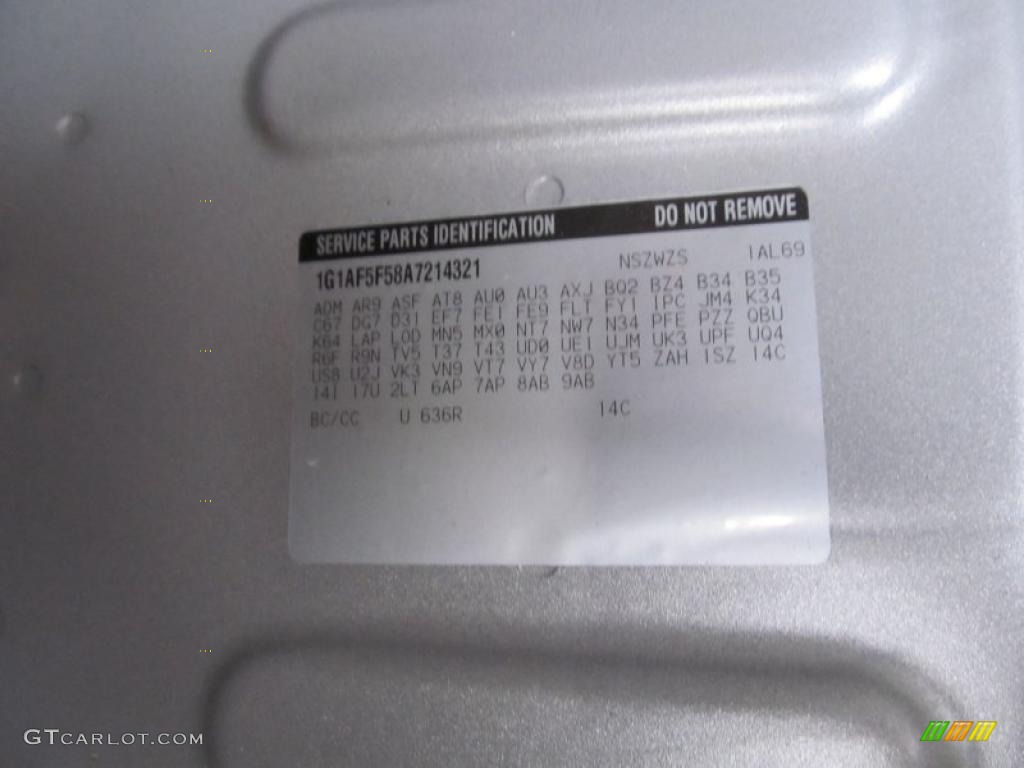 SERVICE PARTS IDENTIFICATION DO NOT REMOVE
1G1AF5F58A7214321 NSZWZS 1AL69
ADM AR9 ASF AT8 AU0 AU3 AXJ BQ2 BZ4 B34 B35
C67 DG7 D31 EF7 FE1 FE9 FLT FY1 IPC JM4 K34
K64 LAP LOD MN5 MX0 NT7 NW7 N34 PFE PZZ QBU
R6F R9N TV5 T37 T43 UD0 UE1 UJM UK3 UPF UQ4
US8 U2J VK3 VN9 VT7 VY7 V8D YT5 ZAH 1SZ 14C
14I 17U 2LT 6AP 7AP 8AB 9AB
BC/CC U 636R 14C
GTCARLOT.COM